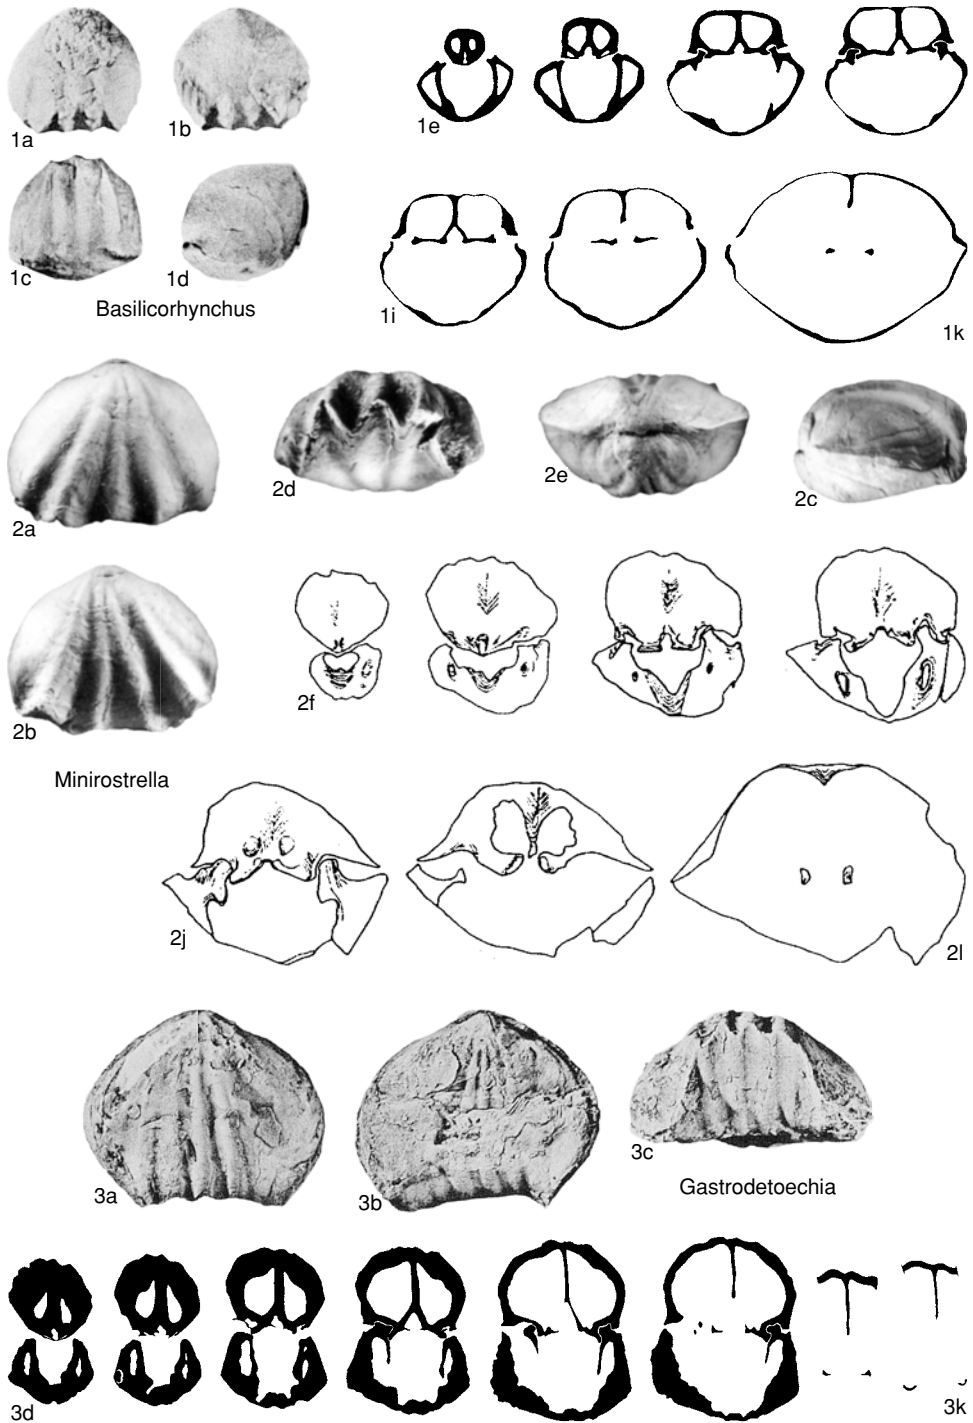 1a
1b
1e
1c
1d
Basilicorhynchus
1i
1k
2a
2d
2e
2c
2b
2f
Minirostrella
2j
2l
3a
3b
3c
Gastrodetoechia
3d
3k